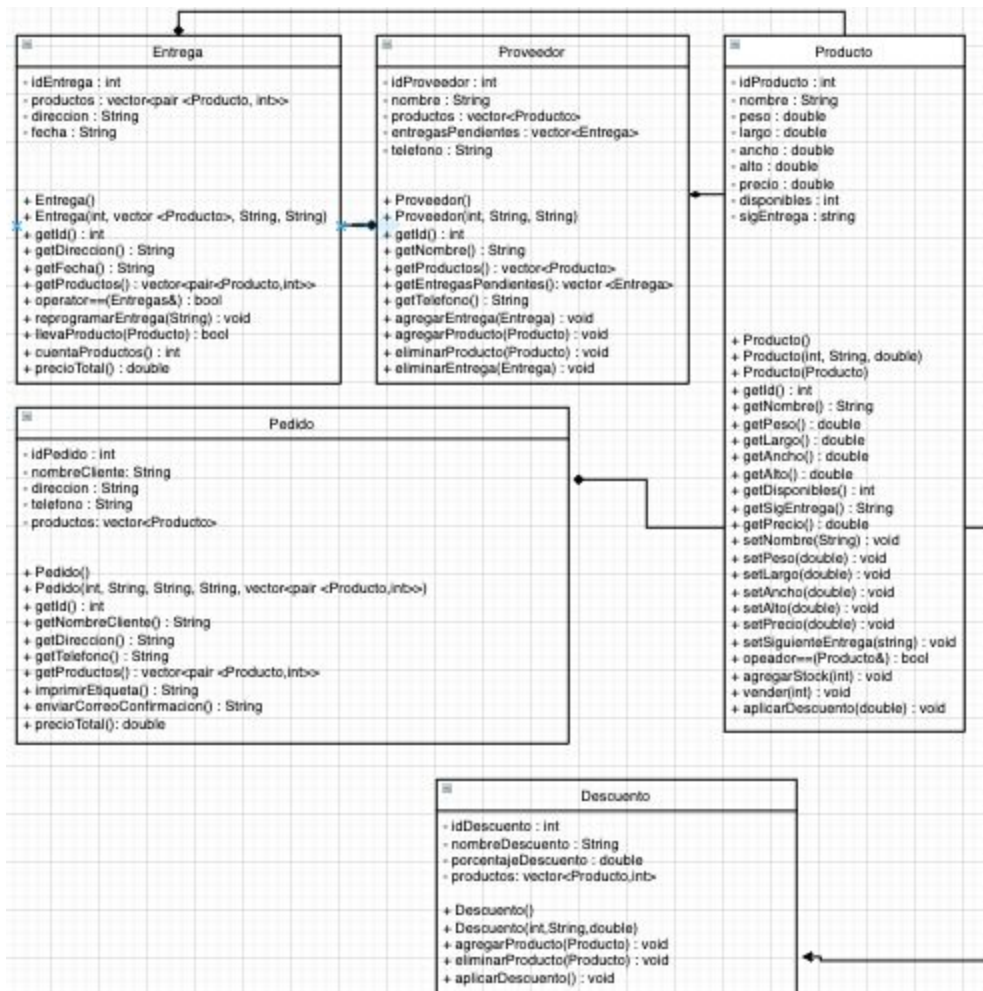 Entrega
- idEntrega : int
- productos : vector<pair <Producto, int>>
- direccion : String
- fecha : String
+ Entrega()
+ Entrega(int, vector <Producto>, String, String)
+ getId() : int
+ getDireccion() : String
+ getFecha() : String
+ getProductos() : vector<pair<Producto,int>>
+ operator==(Entregas&) : bool
+ reprogramarEntrega(String) : void
+ llevaProducto(Producto) : bool
+ cuentaProductos() : int
+ precioTotal() : double
Proveedor
- idProveedor : int
- nombre : String
- productos : vector<Producto>
- entregasPendientes : vector<Entrega>
- telefono : String
+ Proveedor()
+ Proveedor(int, String, String)
+ getId() : int
+ getNombre() : String
+ getProductos() : vector<Producto>
+ getEntregasPendientes(): vector <Entrega>
+ getTelefono() : String
+ agregarEntrega(Entrega) : void
+ agregarProducto(Producto) : void
+ eliminarProducto(Producto) : void
+ eliminarEntrega(Entrega) : void
Producto
- idProducto : int
- nombre : String
- peso : double
- largo : double
- ancho : double
- alto : double
- precio : double
- disponibles : int
- sigEntrega : string
+ Producto()
+ Producto(int, String, double)
+ Producto(Producto)
+ getId() : int
+ getNombre() : String
+ getPeso() : double
+ getLargo() : double
+ getAncho() : double
+ getAlto() : double
+ getDisponibles() : int
+ getSigEntrega() : String
+ getPrecio() : double
+ setNombre(String) : void
+ setPeso(double) : void
+ setLargo(double) : void
+ setAncho(double) : void
+ setAlto(double) : void
+ setPrecio(double) : void
+ setSiguienteEntrega(string) : void
+ opeador==(Producto&) : bool
+ agregarStock(int) : void
+ vender(int) : void
+ aplicarDescuento(double) : void
Pedido
- idPedido : int
- nombreCliente: String
- direccion : String
- telefono : String
- productos: vector<Producto>
+ Pedido()
+ Pedido(int, String, String, String, vector<pair <Producto,int>>)
+ getId() : int
+ getNombreCliente() : String
+ getDireccion() : String
+ getTelefono() : String
+ getProductos() : vector<pair <Producto,int>>
+ imprimirEtiqueta() : String
+ enviarCorreoConfirmacion() : String
+ precioTotal(): double
Descuento
- idDescuento : int
- nombreDescuento : String
- porcentajeDescuento : double
- productos: vector<Producto,int>
+ Descuento()
+ Descuento(int,String,double)
+ agregarProducto(Producto) : void
+ eliminarProducto(Producto) : void
+ aplicarDescuento() : void